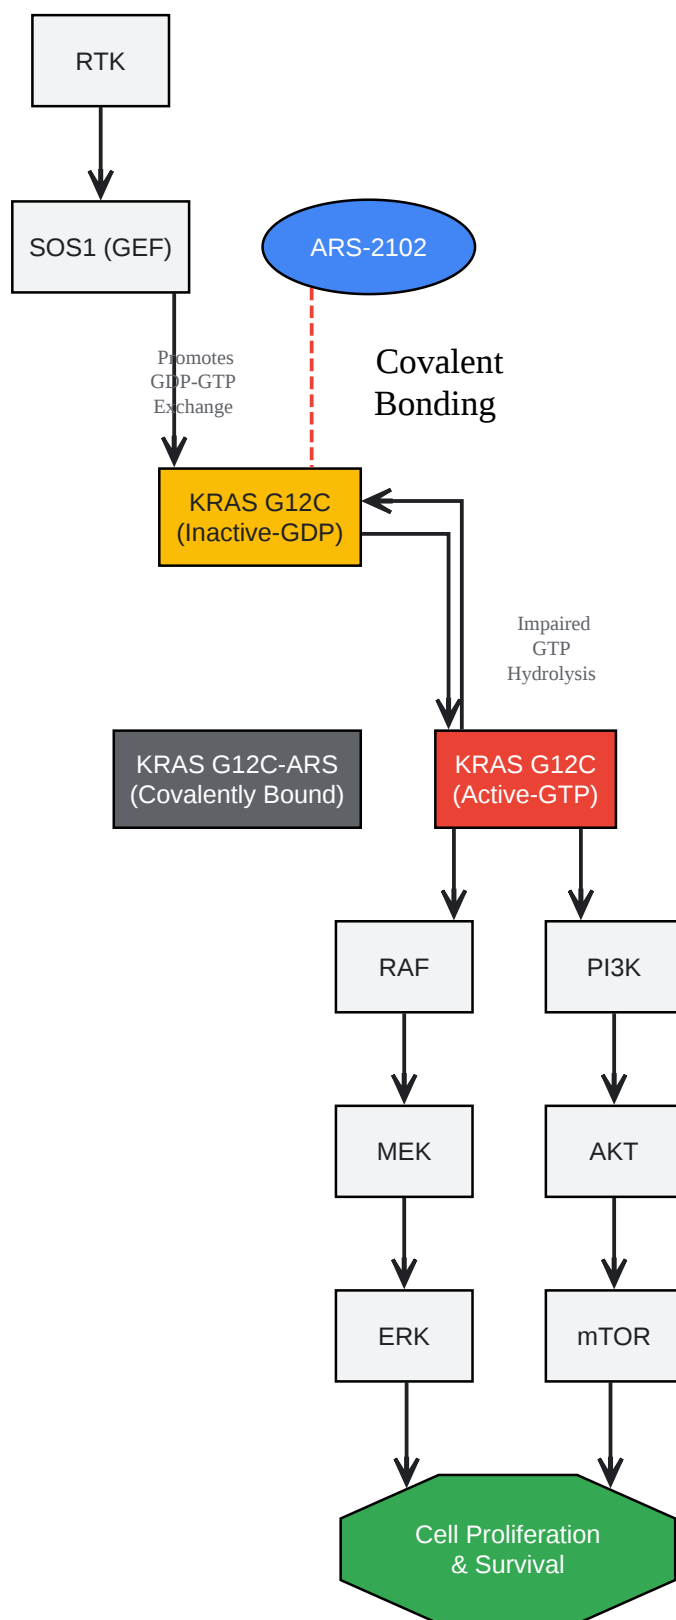 RTK
SOS1 (GEF)
ARS-2102
Promotes
GDP-GTP
Exchange
Covalent
Bonding
KRAS G12C
(Inactive-GDP)
Impaired
GTP
Hydrolysis
KRAS G12C-ARS
(Covalently Bound)
KRAS G12C
(Active-GTP)
RAF
PI3K
MEK
AKT
ERK
mTOR
Cell Proliferation
& Survival